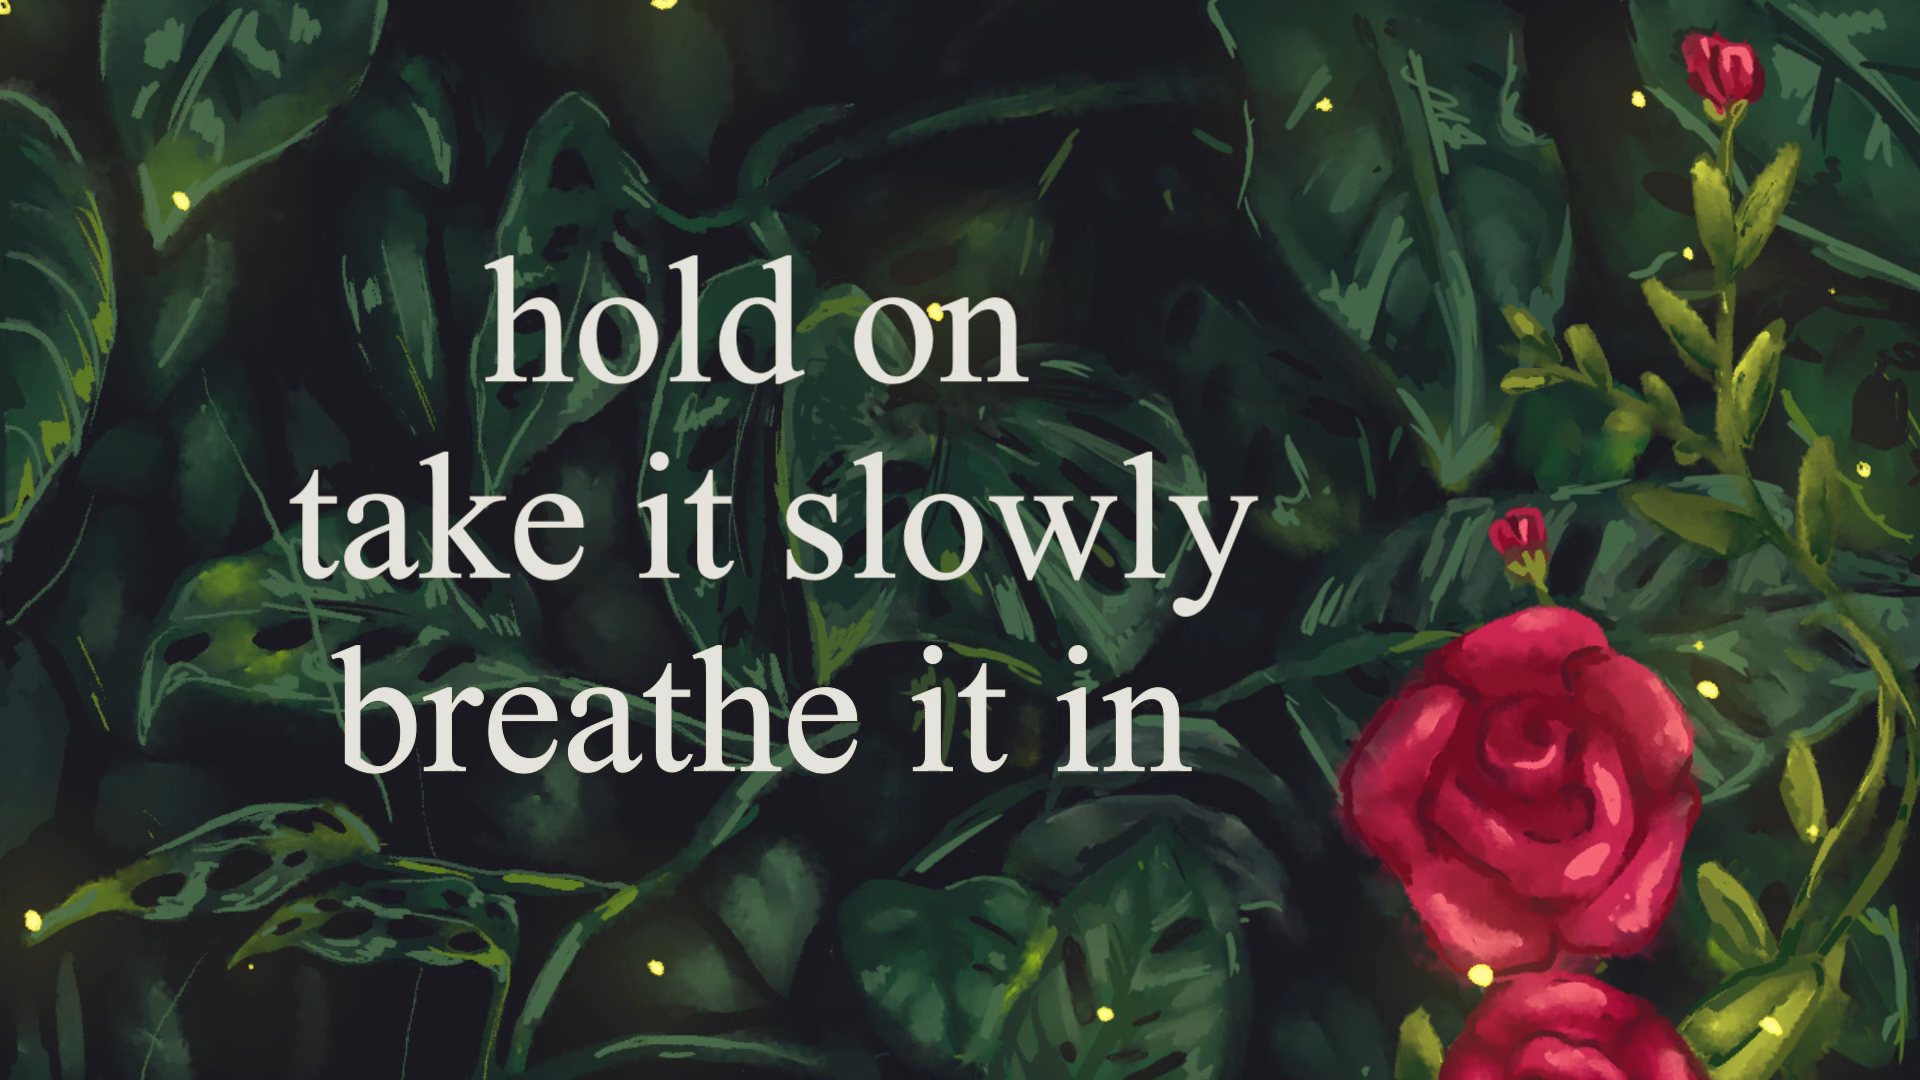 hold on
take it slowly
breathe it in